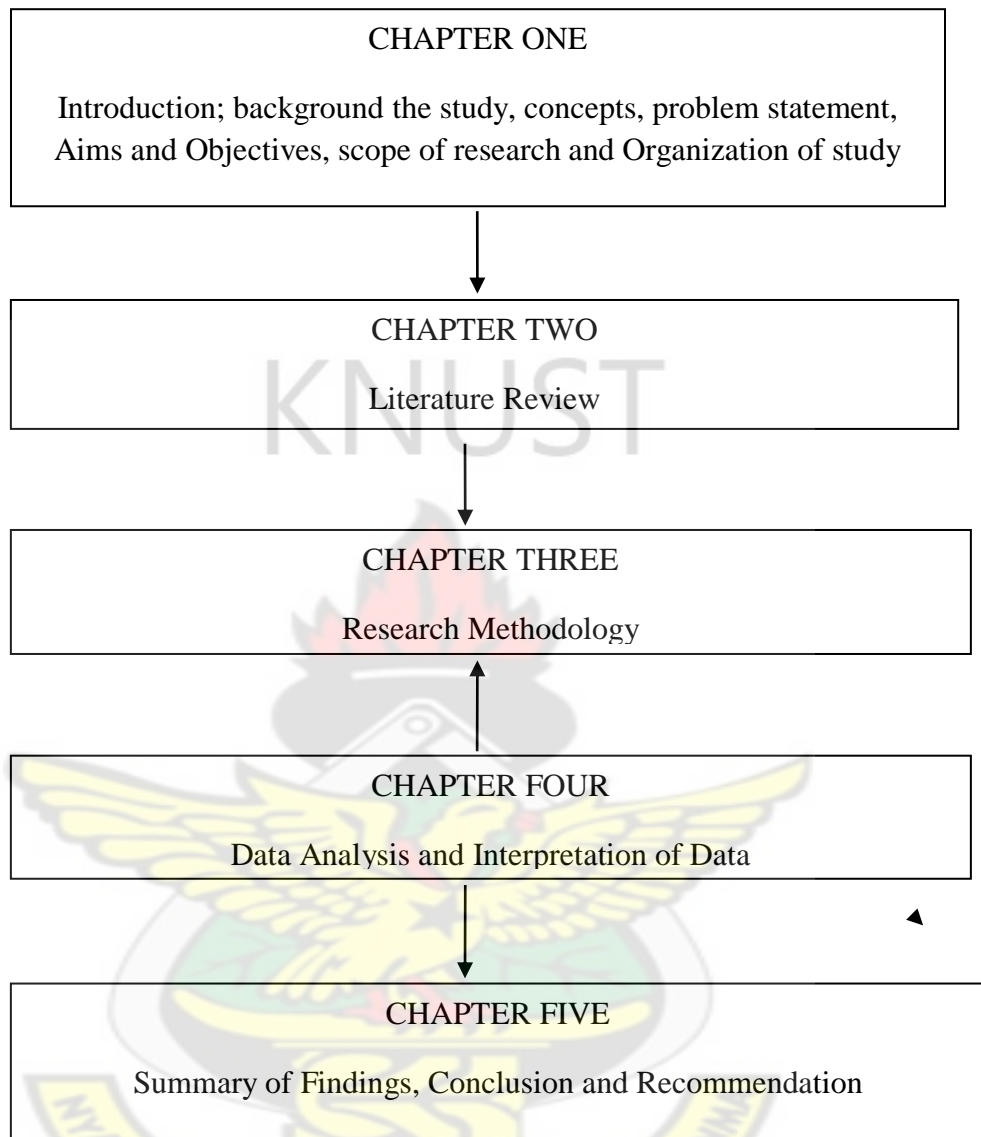 CHAPTER ONE
Introduction; background the study, concepts, problem statement,
Aims and Objectives, scope of research and Organization of study
CHAPTER TWO
KNUST
Literature Review
CHAPTER THREE
Research Methodology
CHAPTER FOUR
Data Analysis and Interpretation of Data
CHAPTER FIVE
Summary of Findings, Conclusion and Recommendation